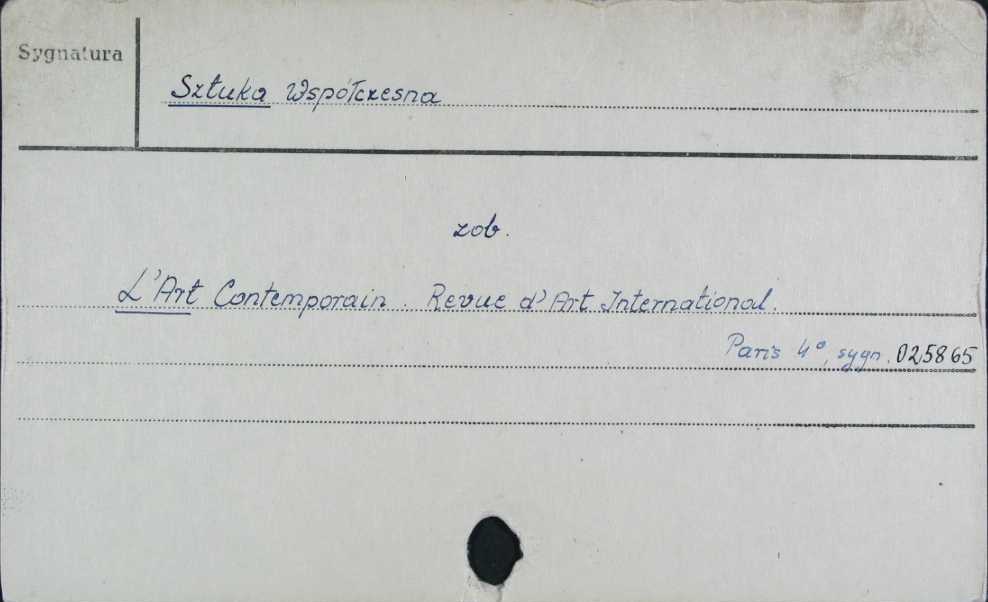 Sygnatura
Sztuka Współczesna
zob.
L'Art Contemporain. Revue d'Art International.
Paris 4°, sygn. 025865